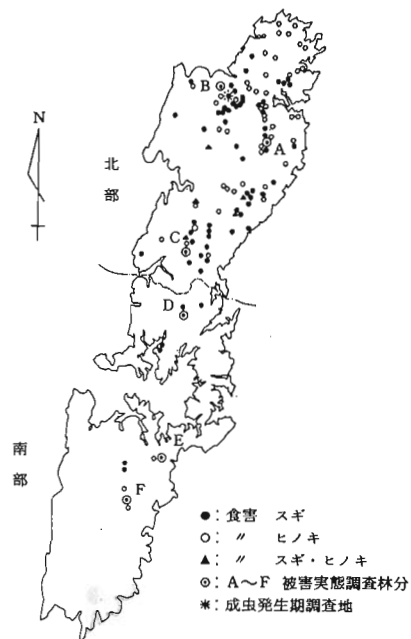 N
北
部
B
A
C
D
E
F
南
部
●: 食害 スギ
○: 〃 ヒノキ
▲: 〃 スギ・ヒノキ
◉: A〜F 被害実態調査林分
*: 成虫発生期調査地